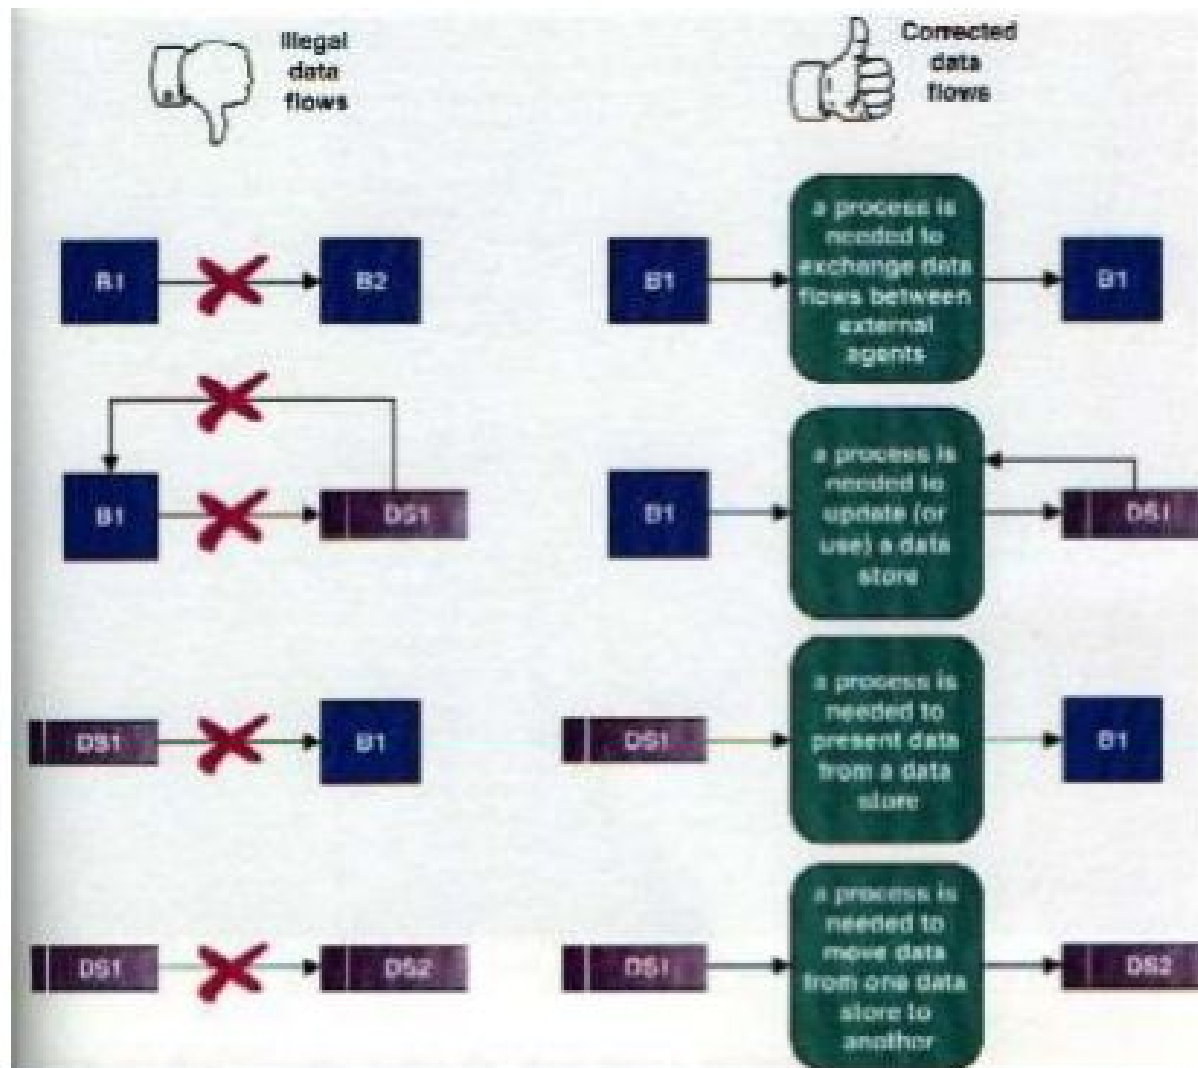 Illegal
data
flows
Corrected
data
flows
B1
B2
B1
a process is
needed to
exchange data
flows between
external
agents
B1
B1
DS1
B1
a process is
needed to
update (or
use) a data
store
DS1
DS1
B1
DS1
a process is
needed to
present data
from a data
store
B1
DS1
DS2
DS1
a process is
needed to
move data
from one data
store to
another
DS2